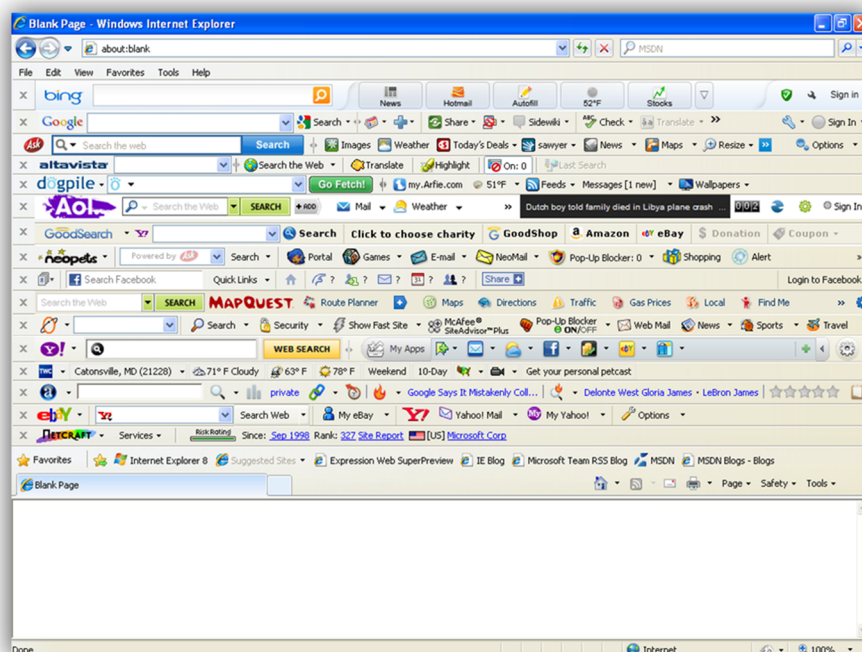 Blank Page - Windows Internet Explorer
about:blank MSDN
File Edit View Favorites Tools Help
x bing News Hotmail Autofill 52°F Stocks Sign in
x Google Search Share Sidewiki Check Translate » Sign In
Ask Search the web Search Images Weather Today's Deals sawyer News Maps Resize » Options
x altavista Search the Web Translate Highlight On: 0 Last Search
x dogpile Go Fetch! my.Arfie.com 51°F Feeds Messages [1 new] Wallpapers
x Aol. Search the Web SEARCH + ADD Mail Weather » Dutch boy told family died in Libya plane crash ... 002 Sign In
x GoodSearch Y! Search Click to choose charity GoodShop Amazon eBay Donation Coupon
x neopets Powered by Ask Search Portal Games E-mail NeoMail Pop-Up Blocker: 0 Shopping Alert »
x Search Facebook Quick Links ? ? ? ? ? Share Login to Facebook
x Search the Web SEARCH MAPQUEST Route Planner Maps Directions Traffic Gas Prices Local Find Me »
x Search Security Show Fast Site McAfee® SiteAdvisor™Plus Pop-Up Blocker ON/OFF Web Mail News Sports Travel
x Y! WEB SEARCH My Apps
x TWC Catonsville, MD (21228) 71° F Cloudy 63° F 78° F Weekend 10-Day Get your personal petcast
x a private Google Says It Mistakenly Coll... Delonte West Gloria James • LeBron James
x ebY Y! Search Web My eBay Y! Yahoo! Mail My Yahoo! Options
x NETCRAFT Services Risk Rating Since: Sep 1998 Rank: 327 Site Report [US] Microsoft Corp
Favorites Internet Explorer 8 Suggested Sites Expression Web SuperPreview IE Blog Microsoft Team RSS Blog MSDN MSDN Blogs - Blogs
Blank Page Page Safety Tools
Done Internet 100%